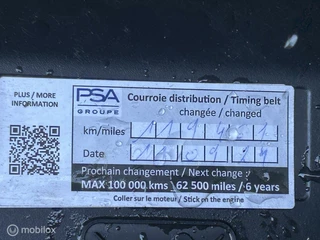 PLUS / MORE
INFORMATION
PSA
GROUPE
Courroie distribution / Timing belt
changée / changed
km/miles
Date
Prochain changement / Next change :
MAX 100 000 kms / 62 500 miles / 6 years
Coller sur le moteur / Stick on the engine
© mobilox